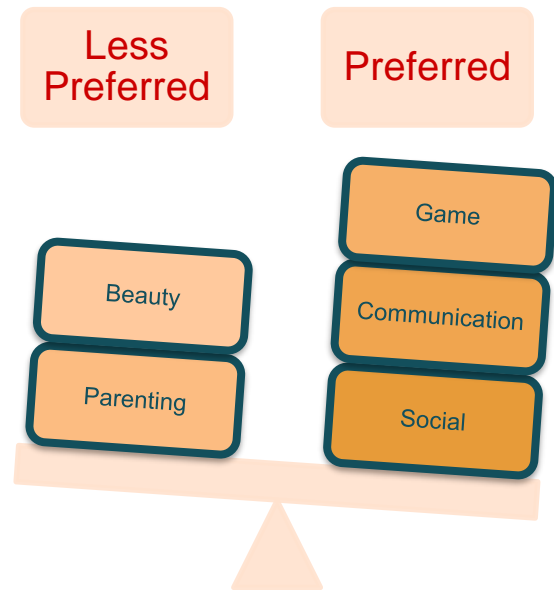 Less
Preferred
Preferred
Beauty
Parenting
Game
Communication
Social